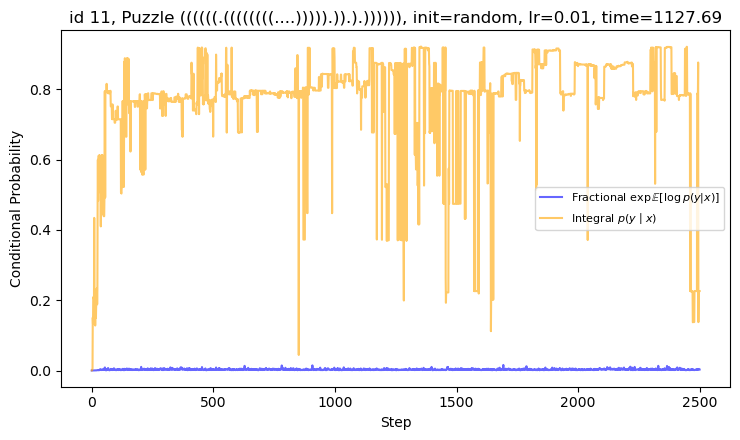 id 11, Puzzle ((((((.((((((((....))))).)).).)))))), init=random, lr=0.01, time=1127.69
Conditional Probability
0.8
0.6
0.4
0.2
0.0
Fractional exp𝔼[log p(y|x)]
Integral p(y | x)
0 500 1000 1500 2000 2500
Step